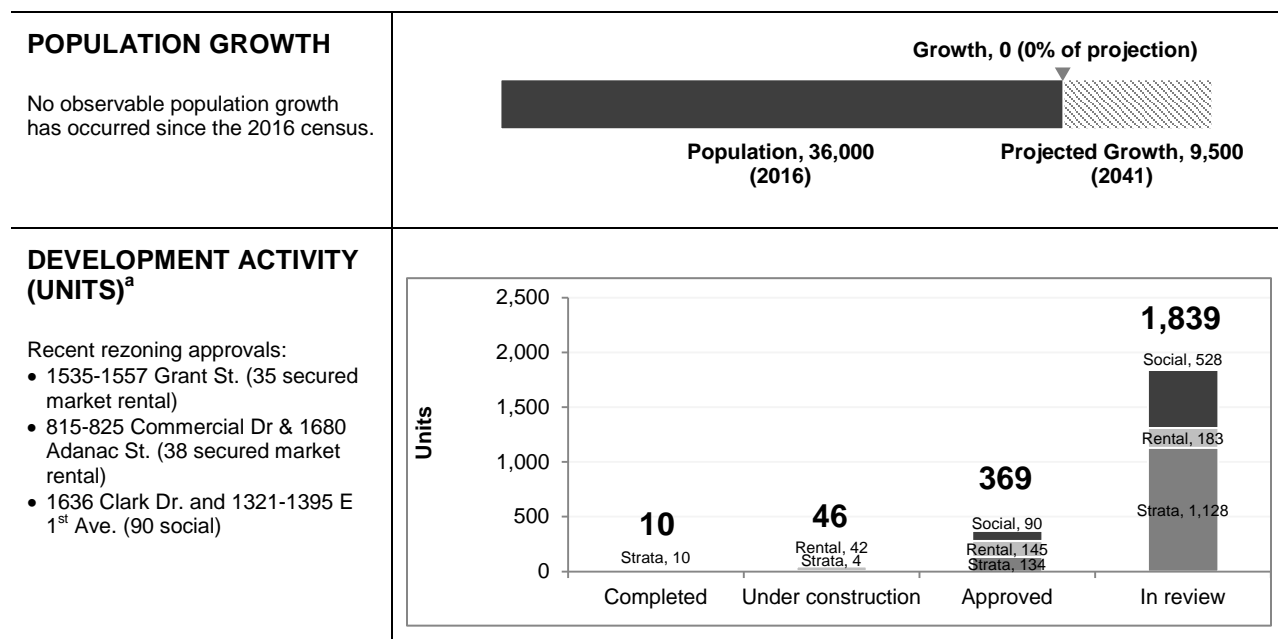 POPULATION GROWTH
No observable population growth
has occurred since the 2016 census.
Growth, 0 (0% of projection)
Population, 36,000
(2016)
Projected Growth, 9,500
(2041)
DEVELOPMENT ACTIVITY
(UNITS)a
Recent rezoning approvals:
• 1535-1557 Grant St. (35 secured
market rental)
• 815-825 Commercial Dr & 1680
Adanac St. (38 secured market
rental)
• 1636 Clark Dr. and 1321-1395 E
1st Ave. (90 social)
Units
2,500
2,000
1,500
1,000
500
0
10
Strata, 10
46
Rental, 42
Strata, 4
369
Social, 90
Rental, 145
Strata, 134
1,839
Social, 528
Rental, 183
Strata, 1,128
Completed
Under construction
Approved
In review